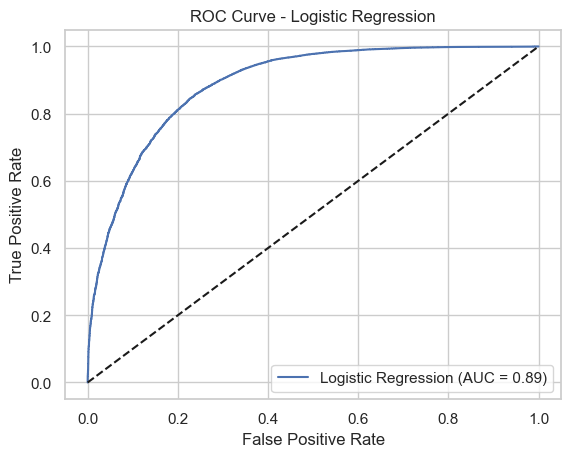 ROC Curve - Logistic Regression
True Positive Rate
1.0
0.8
0.6
0.4
0.2
0.0
Logistic Regression (AUC = 0.89)
0.0 0.2 0.4 0.6 0.8 1.0
False Positive Rate